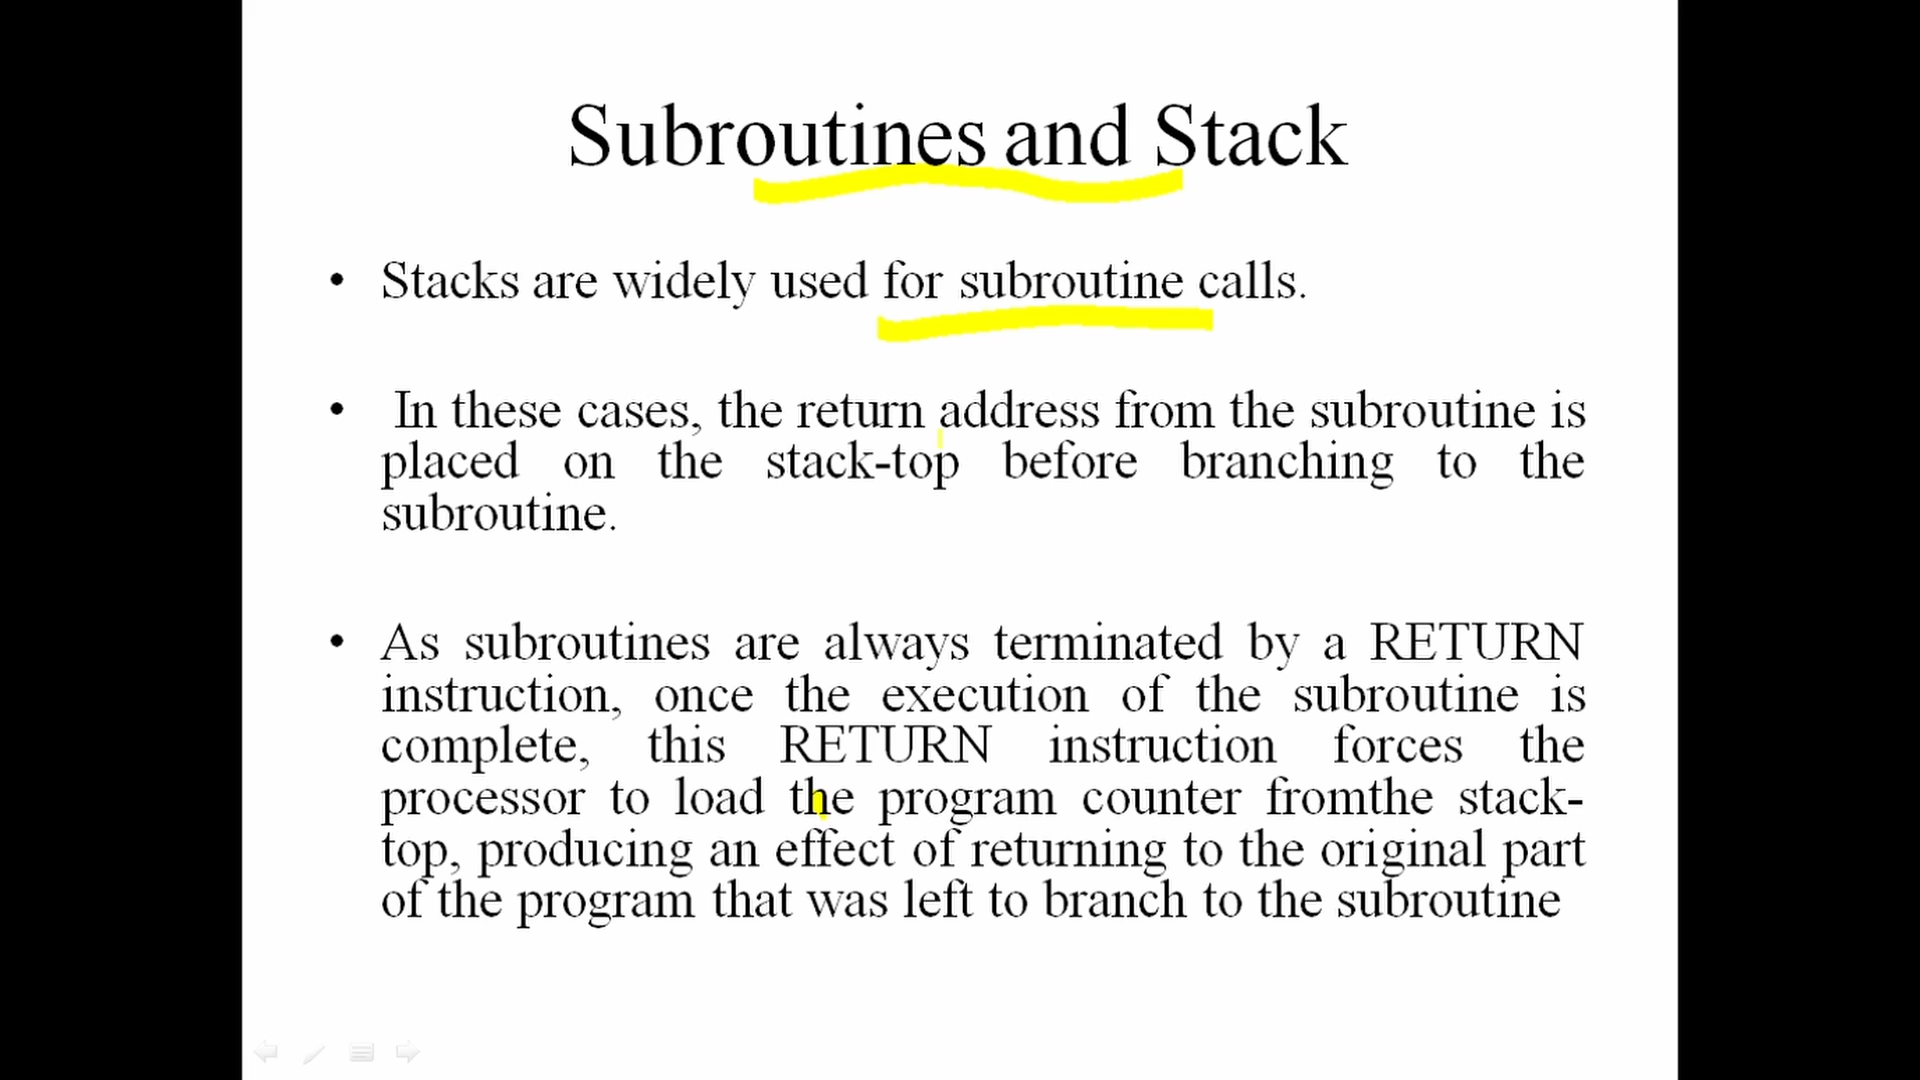 Subroutines and Stack
• Stacks are widely used for subroutine calls.
• In these cases, the return address from the subroutine is
placed on the stack-top before branching to the
subroutine.
• As subroutines are always terminated by a RETURN
instruction, once the execution of the subroutine is
complete, this RETURN instruction forces the
processor to load the program counter fromthe stack-
top, producing an effect of returning to the original part
of the program that was left to branch to the subroutine